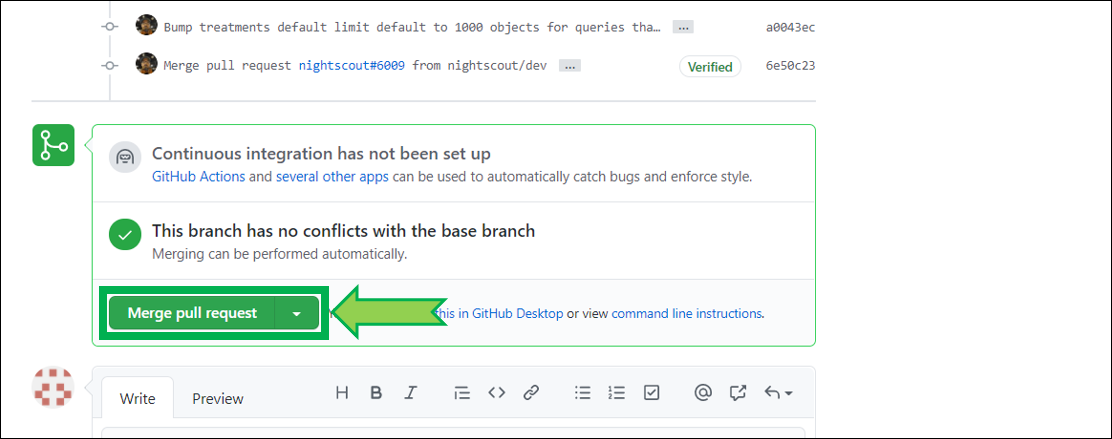 Bump treatments default limit default to 1000 objects for queries tha… ... a0043ec
Merge pull request nightscout#6009 from nightscout/dev ... Verified 6e50c23
Continuous integration has not been set up
GitHub Actions and several other apps can be used to automatically catch bugs and enforce style.
This branch has no conflicts with the base branch
Merging can be performed automatically.
Merge pull request this in GitHub Desktop or view command line instructions.
Write Preview